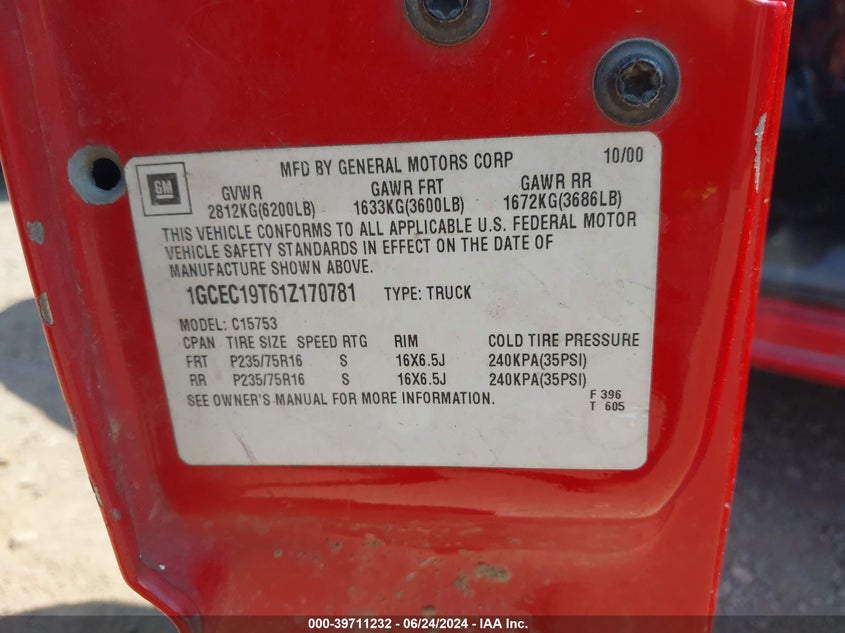 MFD BY GENERAL MOTORS CORP 10/00
GM
GVWR GAWR FRT GAWR RR
2812KG(6200LB) 1633KG(3600LB) 1672KG(3686LB)
THIS VEHICLE CONFORMS TO ALL APPLICABLE U.S. FEDERAL MOTOR
VEHICLE SAFETY STANDARDS IN EFFECT ON THE DATE OF
MANUFACTURE SHOWN ABOVE.
1GCEC19T61Z170781 TYPE: TRUCK
MODEL: C15753
CPAN TIRE SIZE SPEED RTG RIM COLD TIRE PRESSURE
FRT P235/75R16 S 16X6.5J 240KPA(35PSI)
RR P235/75R16 S 16X6.5J 240KPA(35PSI)
SEE OWNER'S MANUAL FOR MORE INFORMATION.
F 396
T 605
000-39711232 - 06/24/2024 - IAA Inc.